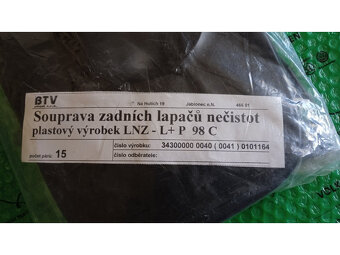 BTV
Na Hutích 19 Jablonec n.N. 466 01
Souprava zadních lapačů nečistot
plastový výrobek LNZ - L+ P 98 C
počet párů: 15
číslo výrobku: 34300000 0040 ( 0041 ) 0101164
číslo odběratele: